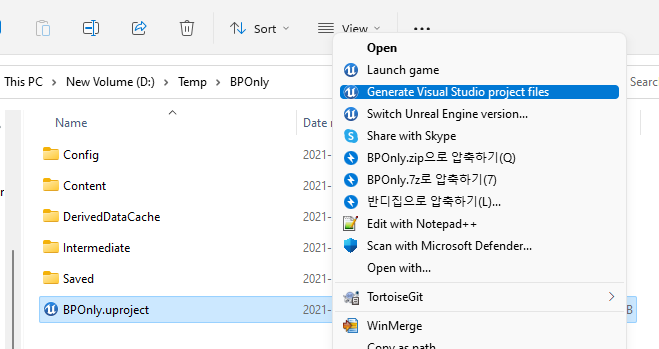 Sort
View
This PC
New Volume (D:)
Temp
BPOnly
Searc
Name
Date
Config
2021-
Content
2021-
DerivedDataCache
2021-
Intermediate
2021-
Saved
2021-
BPOnly.uproject
2021-
B
Open
Launch game
Generate Visual Studio project files
Switch Unreal Engine version...
Share with Skype
BPOnly.zip으로 압축하기(Q)
BPOnly.7z로 압축하기(7)
반디집으로 압축하기(L)...
Edit with Notepad++
Scan with Microsoft Defender...
Open with...
TortoiseGit
WinMerge
Copy as path